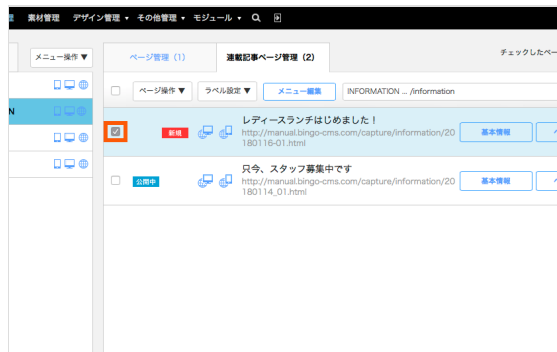 素材管理 デザイン管理 ▼ その他管理 ▼ モジュール ▼
メニュー操作 ▼
ページ管理（1）
連載記事ページ管理（2）
チェックしたペー
ページ操作 ▼
ラベル設定 ▼
メニュー編集
INFORMATION ... /information
N
新規
レディースランチはじめました！
http://manual.bingo-cms.com/capture/information/20
180116-01.html
基本情報
公開中
只今、スタッフ募集中です
http://manual.bingo-cms.com/capture/information/20
180114_01.html
基本情報